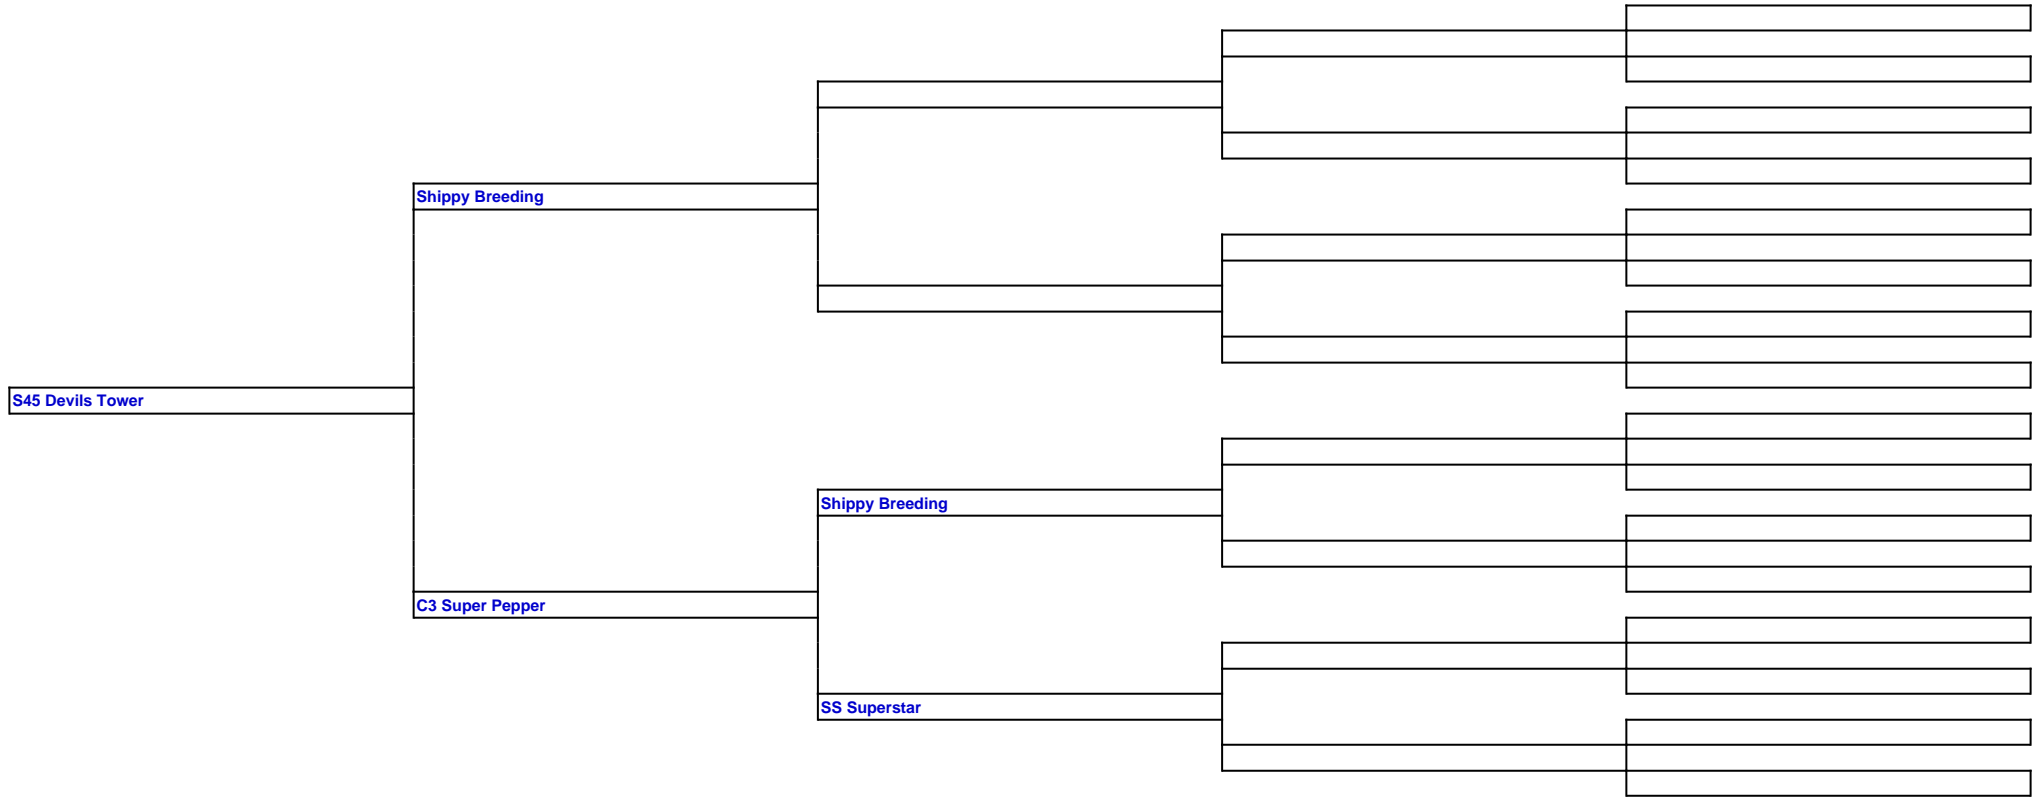 Shippy Breeding
S45 Devils Tower
Shippy Breeding
C3 Super Pepper
SS Superstar